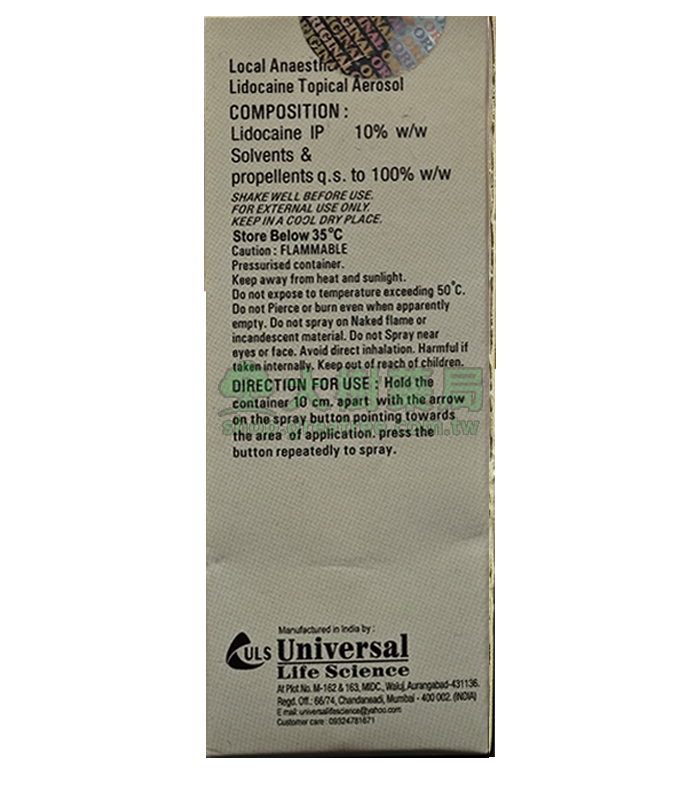 ORIGINAL
ORIGINAL
Local Anaesth
Lidocaine Topical Aerosol
COMPOSITION :
Lidocaine IP 10% w/w
Solvents &
propellents q.s. to 100% w/w
SHAKE WELL BEFORE USE.
FOR EXTERNAL USE ONLY.
KEEP IN A COOL DRY PLACE.
Store Below 35°C
Caution : FLAMMABLE
Pressurised container.
Keep away from heat and sunlight.
Do not expose to temperature exceeding 50°C.
Do not Pierce or burn even when apparently
empty. Do not spray on Naked flame or
incandescent material. Do not Spray near
eyes or face. Avoid direct inhalation. Harmful if
taken internally. Keep out of reach of children.
DIRECTION FOR USE : Hold the
container 10 cm. apart with the arrow
on the spray button pointing towards
the area of application. press the
button repeatedly to spray.
Manufactured in India by :
ULS Universal
Life Science
At Plot No. M-162 & 163, MIDC., Waluj, Aurangabad-431136.
Regd. Off.: 66/74, Chandaneadi, Mumbai - 400 002. (INDIA)
E mail: universallifescience@yahoo.com
Customer care : 09324781671